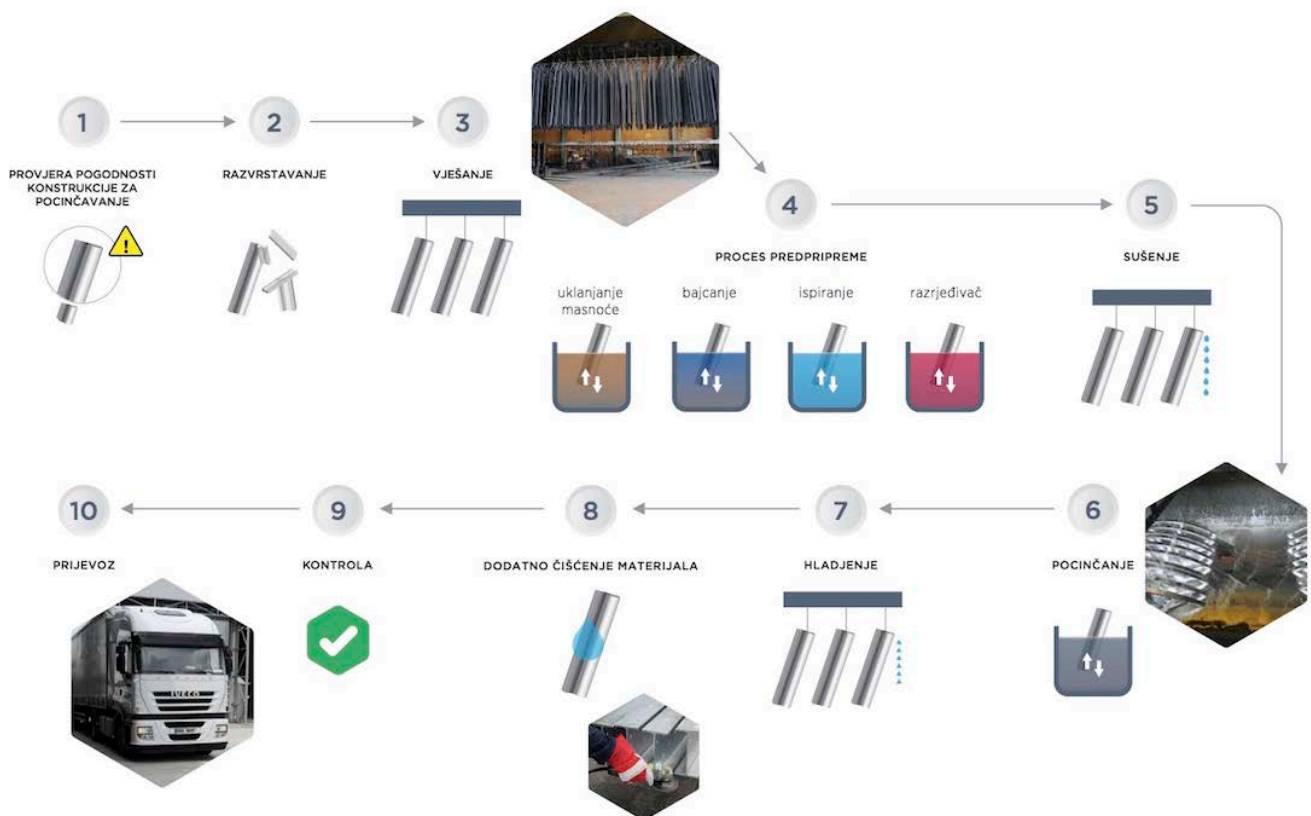 1
2
3
PROVJERA POGODNOSTI
KONSTRUKCIJE ZA
POCINČAVANJE
RAZVRSTAVANJE
VJEŠANJE
4
5
PROCES PREDPRIPREME
SUŠENJE
uklanjanje
masnoće
bajcanje
ispiranje
razrjeđivač
10
9
8
7
6
PRIJEVOZ
KONTROLA
DODATNO ČIŠĆENJE MATERIJALA
HLADJENJE
POCINČANJE
IVECO